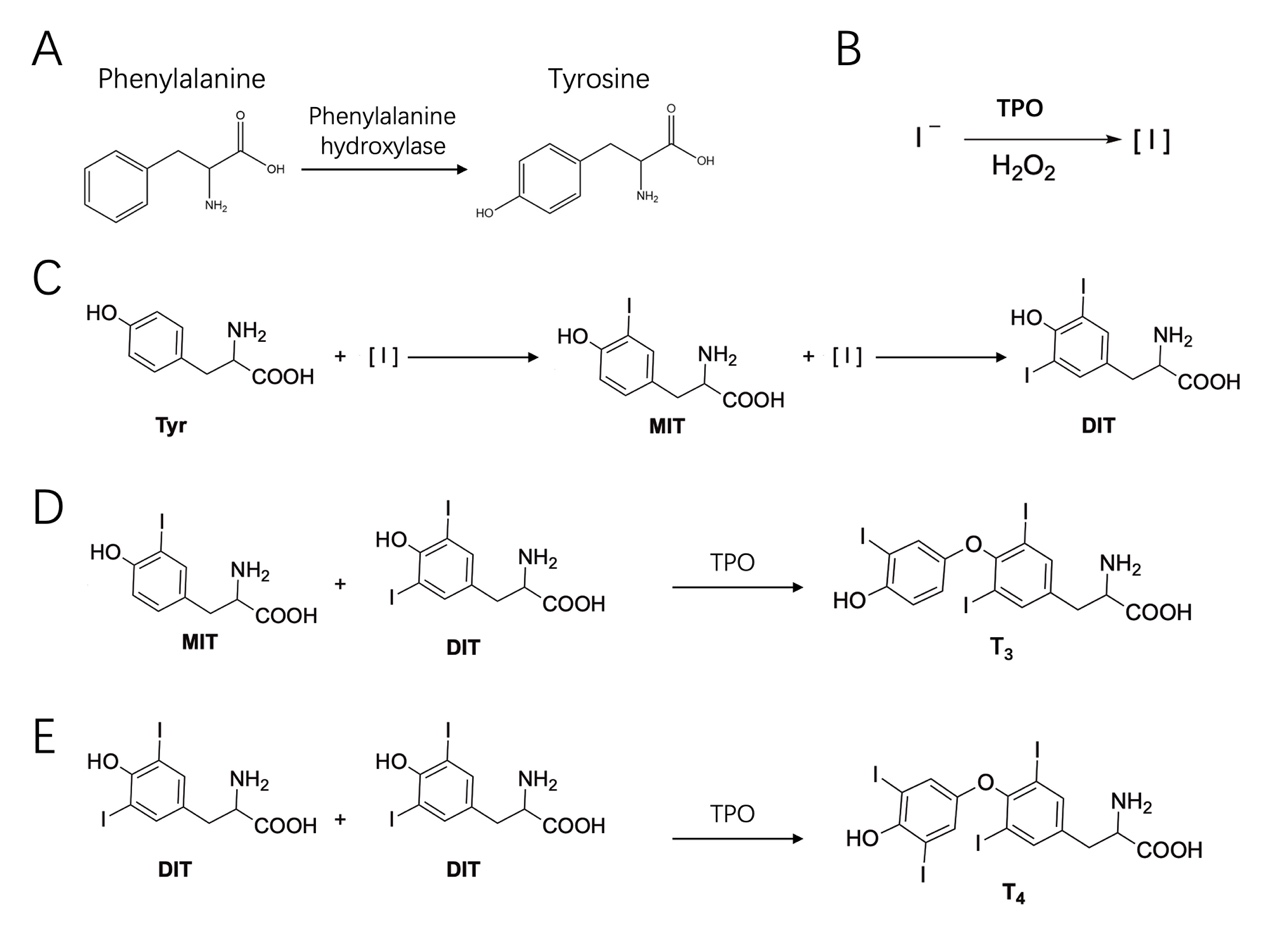 A
Phenylalanine
Phenylalanine
hydroxylase
Tyrosine
O
OH
NH₂
O
OH
NH₂
HO
B
TPO
I⁻
[ I ]
H₂O₂
C
HO
NH₂
COOH
Tyr
+ [ I ]
I
HO
NH₂
COOH
MIT
+ [ I ]
I
HO
I
NH₂
COOH
DIT
D
I
HO
NH₂
COOH
MIT
+
I
HO
I
NH₂
COOH
DIT
TPO
I
HO
O
I
I
NH₂
COOH
T₃
E
I
HO
I
NH₂
COOH
DIT
+
I
HO
I
NH₂
COOH
DIT
TPO
I
HO
I
O
I
I
NH₂
COOH
T₄